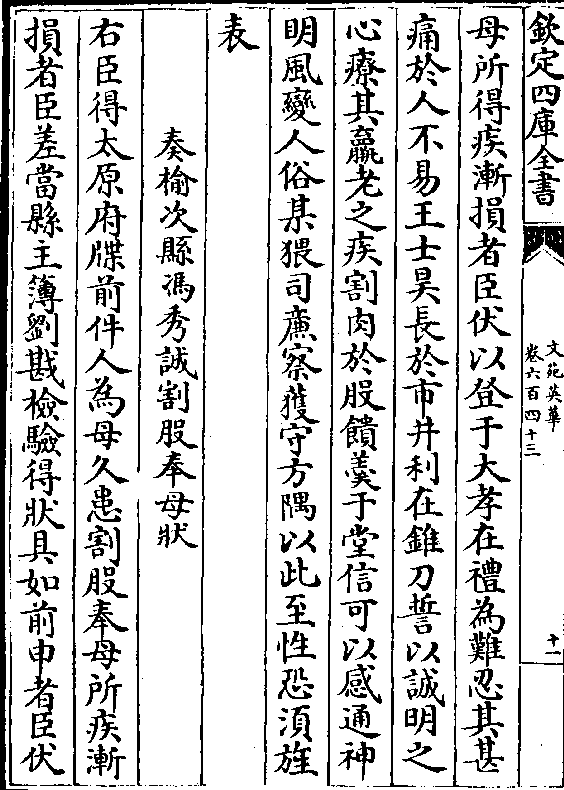 欽定四庫全書
文苑英華
卷六百四十三
十一
母所得疾漸損者臣伏以登于大孝在禮為難忍其甚
痛於人不易王士昊長於市井利在錐刀誓以誠明之
心療其羸老之疾割肉於股饋羮于堂信可以感通神
明風變人俗某猥司亷察獲守方隅以此至性恐湏旌
表
奏榆次縣馮秀誠割股奉母狀
右臣得太原府牒前件人為母久患割股奉母所疾漸
損者臣差當縣主簿劉戡檢驗得狀具如前申者臣伏